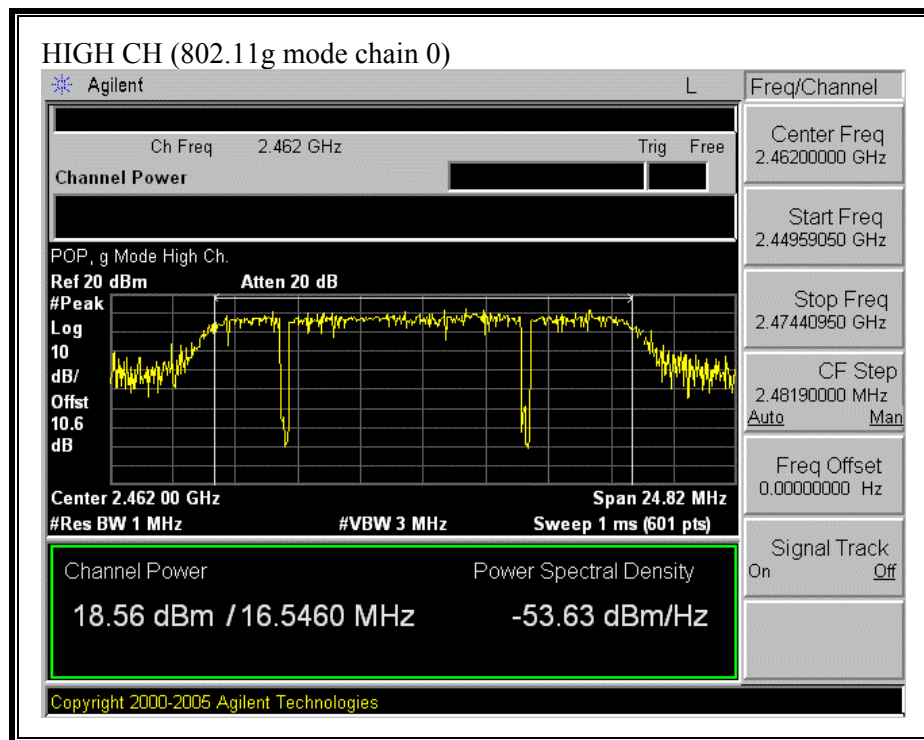 HIGH CH (802.11g mode chain 0)
Agilent L
Ch Freq 2.462 GHz Trig Free
Channel Power
POP, g Mode High Ch.
Ref 20 dBm Atten 20 dB
#Peak
Log
10
dB/
Offst
10.6
dB
Center 2.462 00 GHz Span 24.82 MHz
#Res BW 1 MHz #VBW 3 MHz Sweep 1 ms (601 pts)
Channel Power Power Spectral Density
18.56 dBm / 16.5460 MHz -53.63 dBm/Hz
Copyright 2000-2005 Agilent Technologies
Freq/Channel
Center Freq
2.46200000 GHz
Start Freq
2.44959050 GHz
Stop Freq
2.47440950 GHz
CF Step
2.48190000 MHz
Auto Man
Freq Offset
0.00000000 Hz
Signal Track
On Off